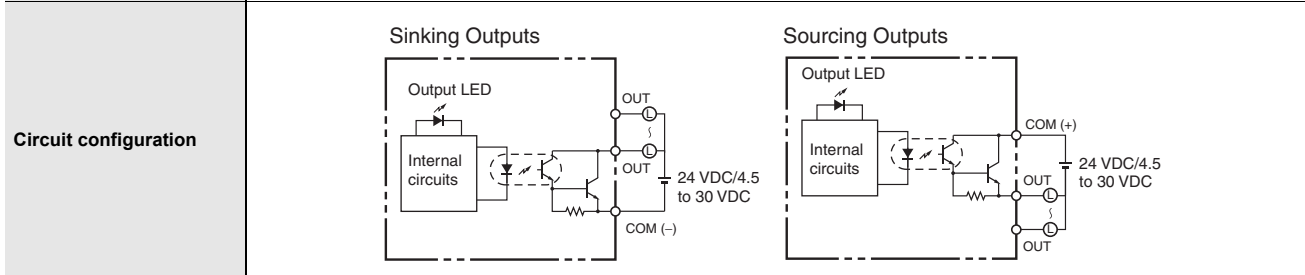 Circuit configuration
Sinking Outputs
Output LED
Internal
circuits
OUT
L
L
OUT
24 VDC/4.5
to 30 VDC
COM (–)
Sourcing Outputs
Output LED
Internal
circuits
COM (+)
24 VDC/4.5
to 30 VDC
OUT
L
L
OUT